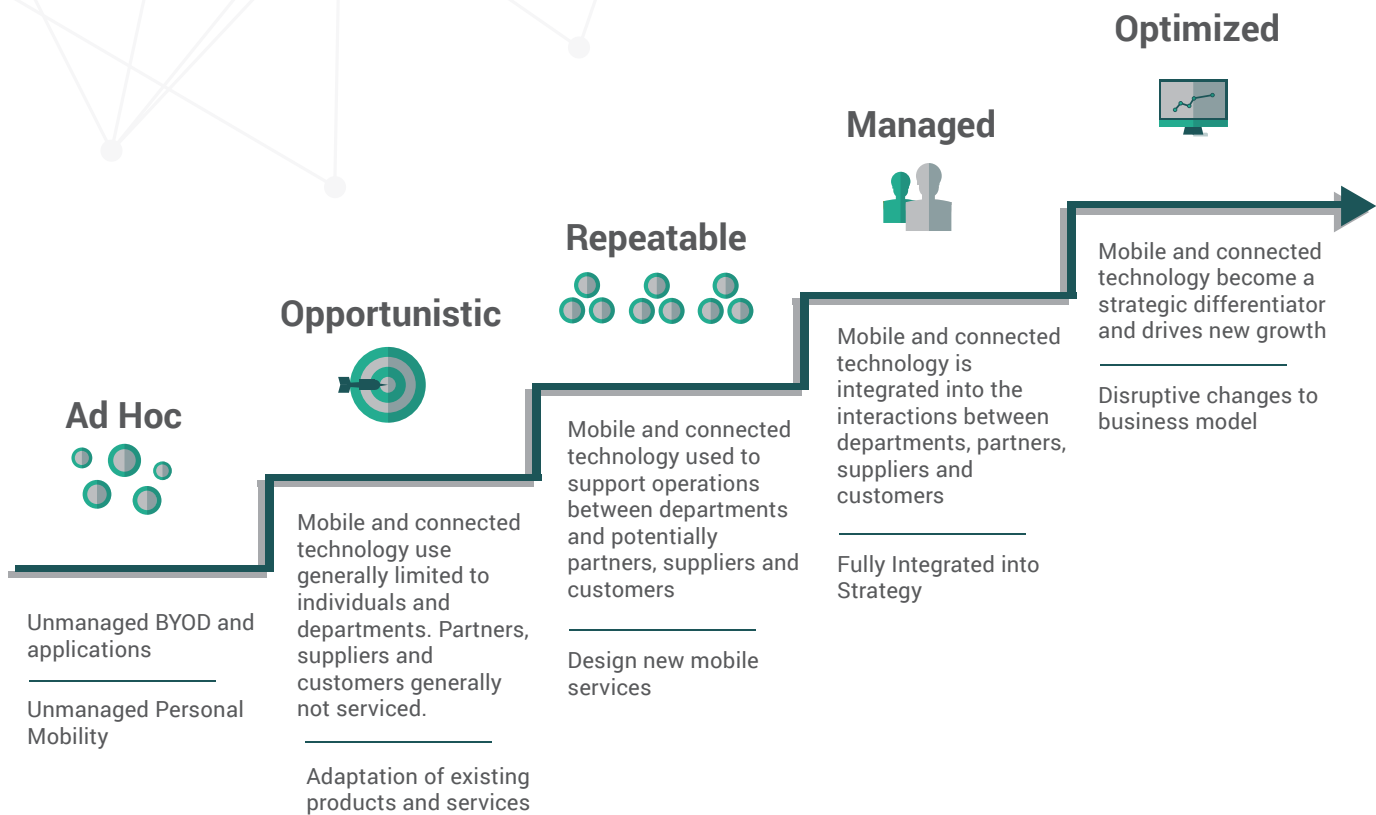 Ad Hoc
Unmanaged BYOD and
applications
Unmanaged Personal
Mobility
Opportunistic
Mobile and connected
technology use
generally limited to
individuals and
departments. Partners,
suppliers and
customers generally
not serviced.
Adaptation of existing
products and services
Repeatable
Mobile and connected
technology used to
support operations
between departments
and potentially
partners, suppliers and
customers
Design new mobile
services
Managed
Mobile and connected
technology is
integrated into the
interactions between
departments, partners,
suppliers and
customers
Fully Integrated into
Strategy
Optimized
Mobile and connected
technology become a
strategic differentiator
and drives new growth
Disruptive changes to
business model